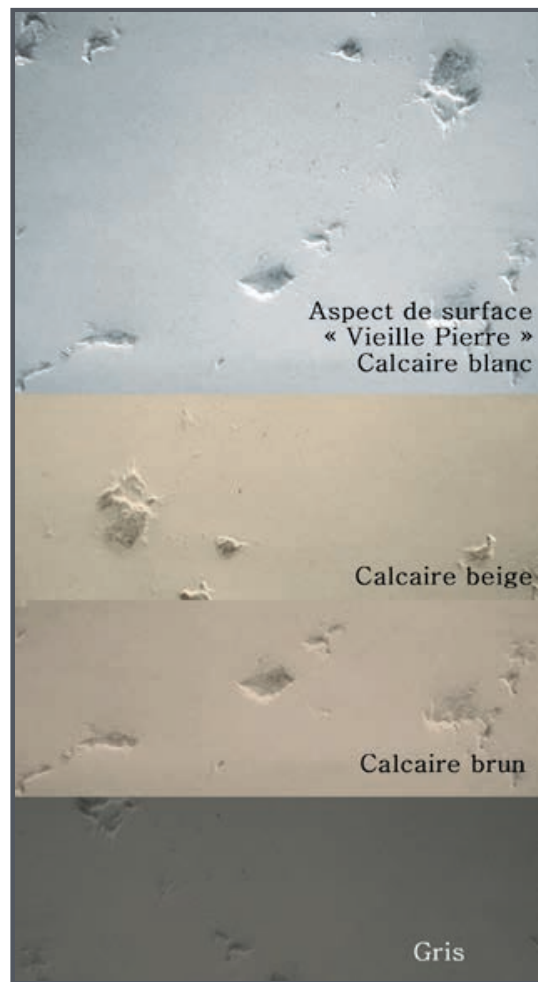 Aspect de surface
« Vieille Pierre »
Calcaire blanc
Calcaire beige
Calcaire brun
Gris